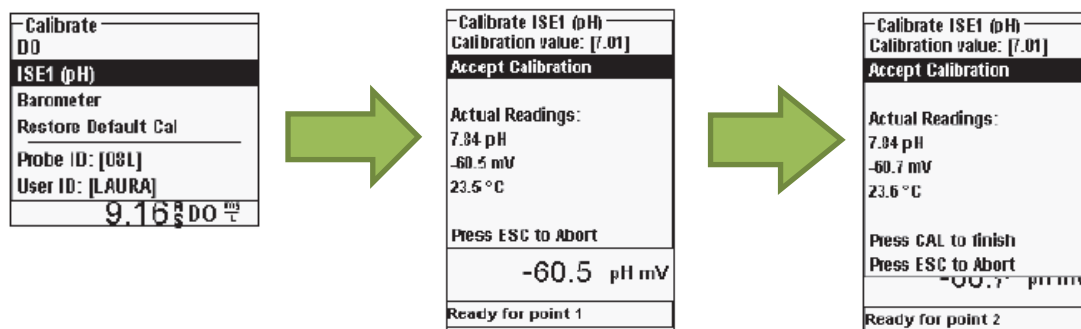 Calibrate
DO
ISE1 (pH)
Barometer
Restore Default Cal
Probe ID: [08L]
User ID: [LAURA]
9.16 DO mg/L
Calibrate ISE1 (pH)
Calibration value: [7.01]
Accept Calibration
Actual Readings:
7.84 pH
-60.5 mV
23.5 °C
Press ESC to Abort
-60.5 pH mV
Ready for point 1
Calibrate ISE1 (pH)
Calibration value: [7.01]
Accept Calibration
Actual Readings:
7.84 pH
-60.7 mV
23.6 °C
Press CAL to finish
Press ESC to Abort
Ready for point 2